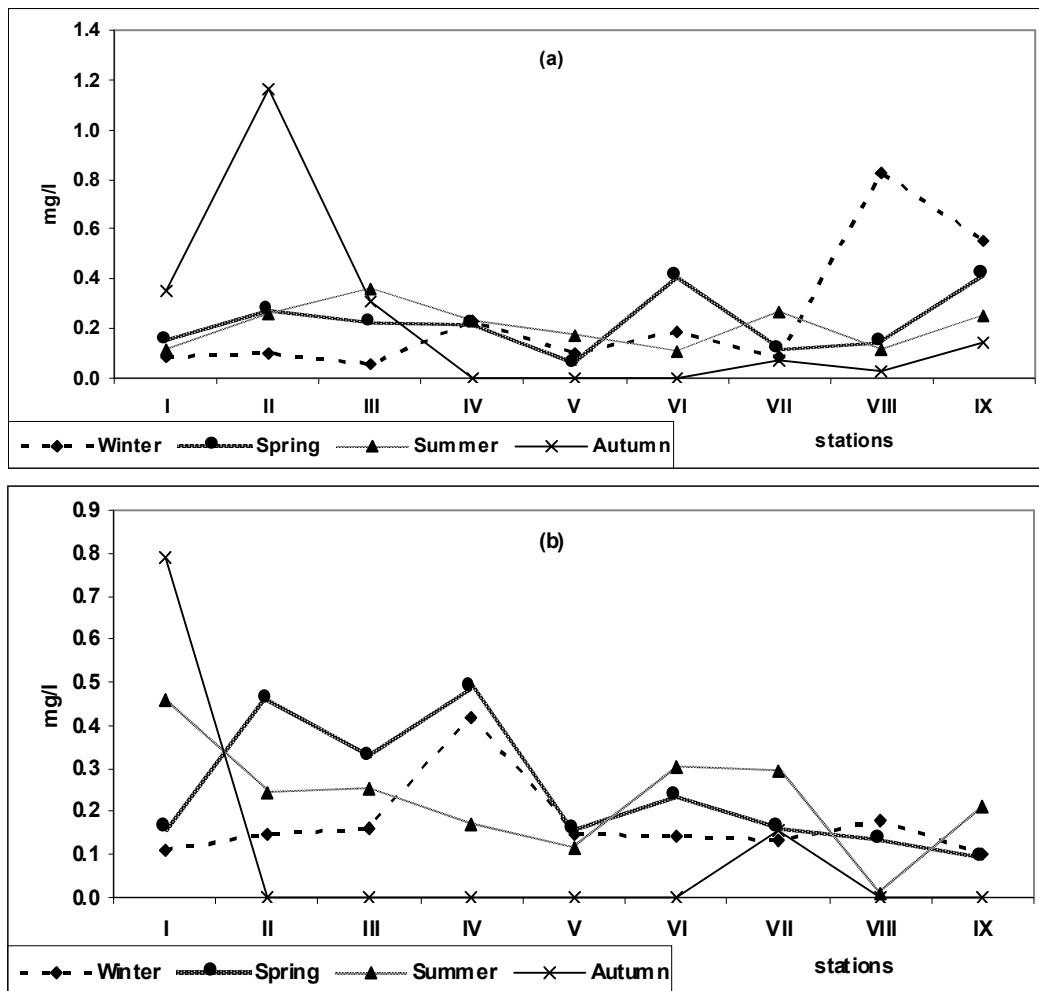 1.4
(a)
1.2
1.0
0.8
mg/l
0.6
0.4
0.2
0.0
I II III IV V VI VII VIII IX
Winter Spring Summer Autumn stations
0.9
(b)
0.8
0.7
0.6
0.5
mg/l
0.4
0.3
0.2
0.1
0.0
I II III IV V VI VII VIII IX
Winter Spring Summer Autumn stations